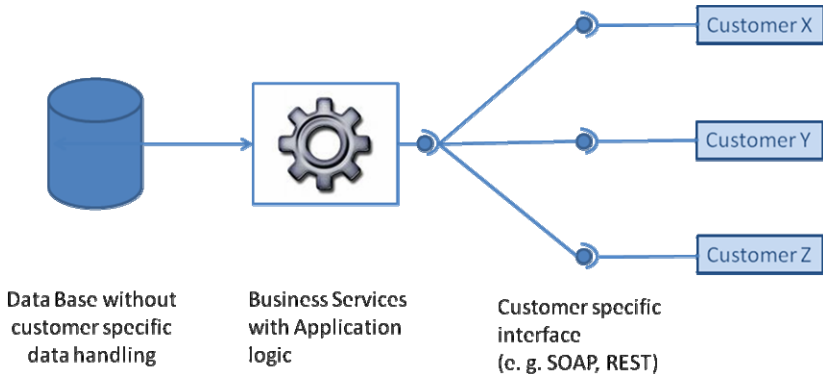 Customer X
Customer Y
Customer Z
Data Base without
customer specific
data handling
Business Services
with Application
logic
Customer specific
interface
(e. g. SOAP, REST)